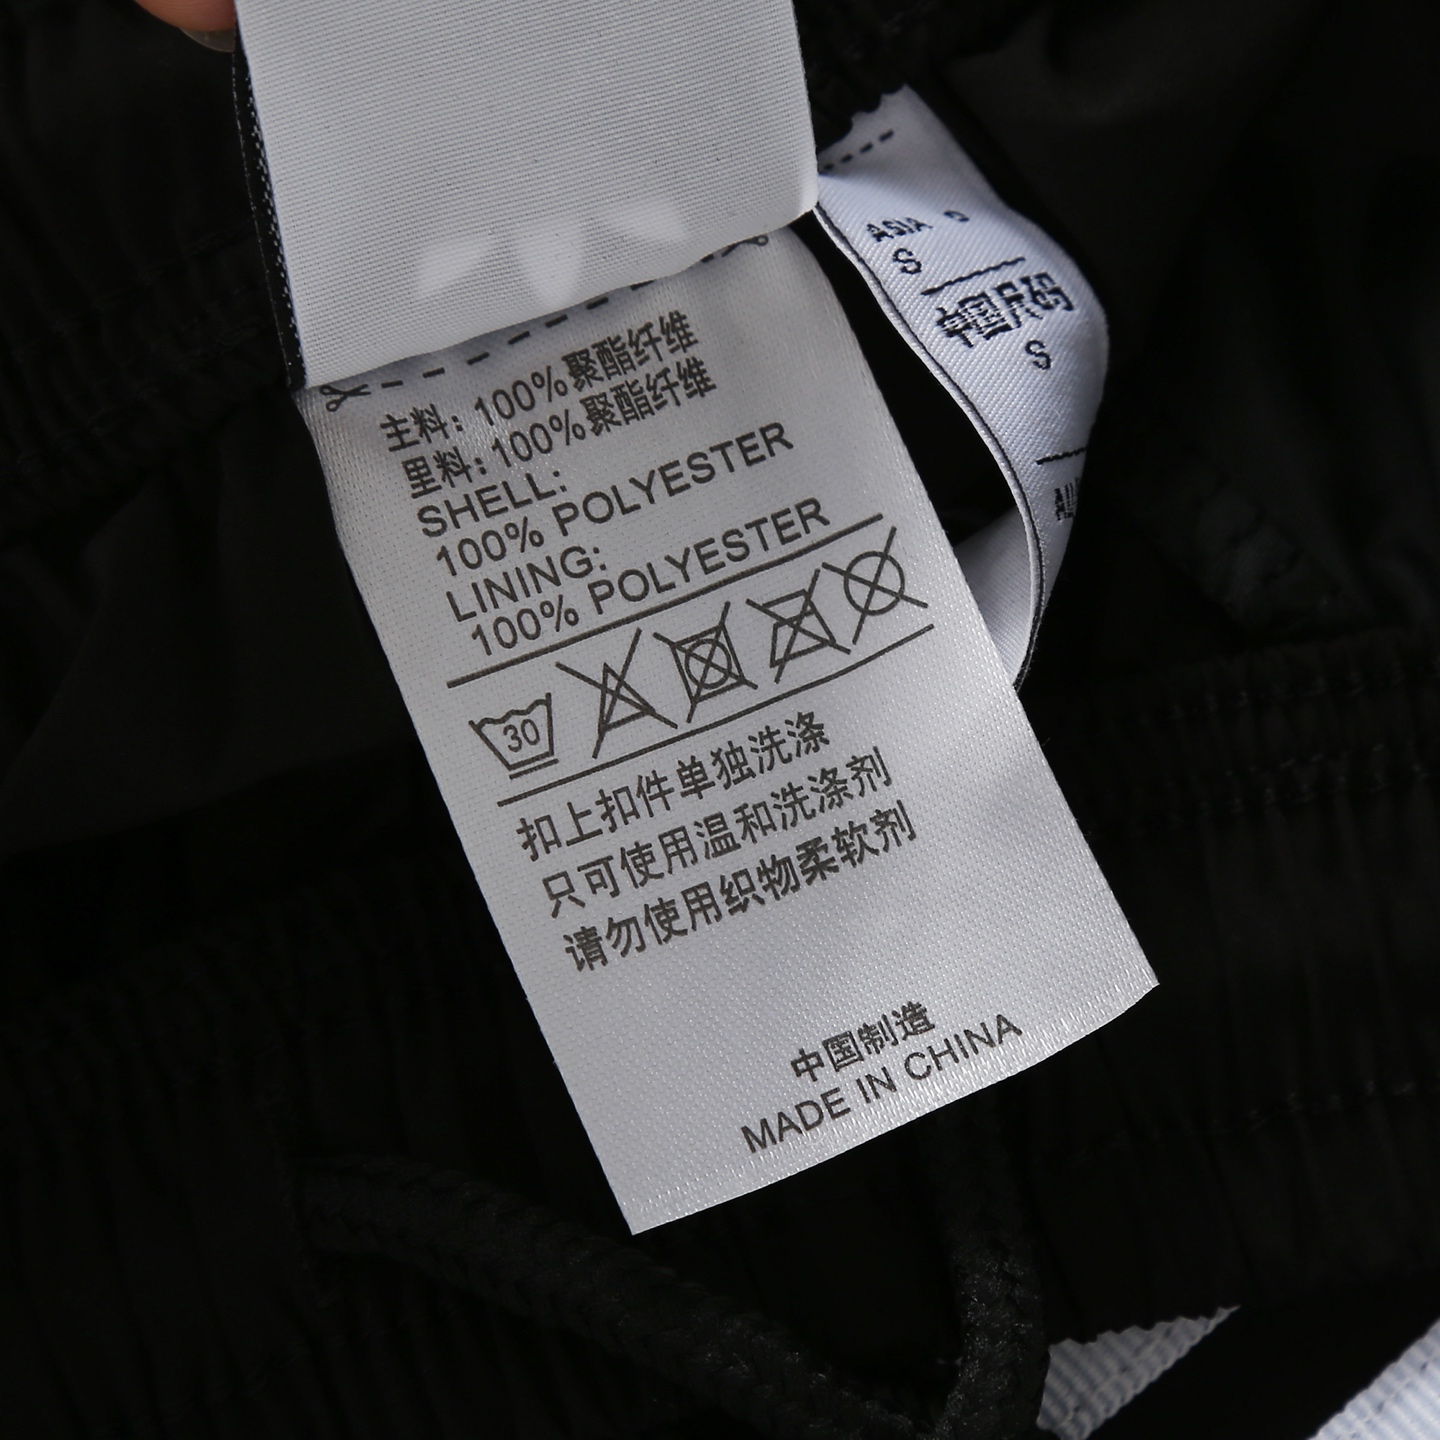 主料：100%聚酯纤维
里料：100%聚酯纤维
SHELL:
100% POLYESTER
LINING:
100% POLYESTER
30
扣上扣件单独洗涤
只可使用温和洗涤剂
请勿使用织物柔软剂
中国制造
MADE IN CHINA
ASIA
S
中国尺码
S